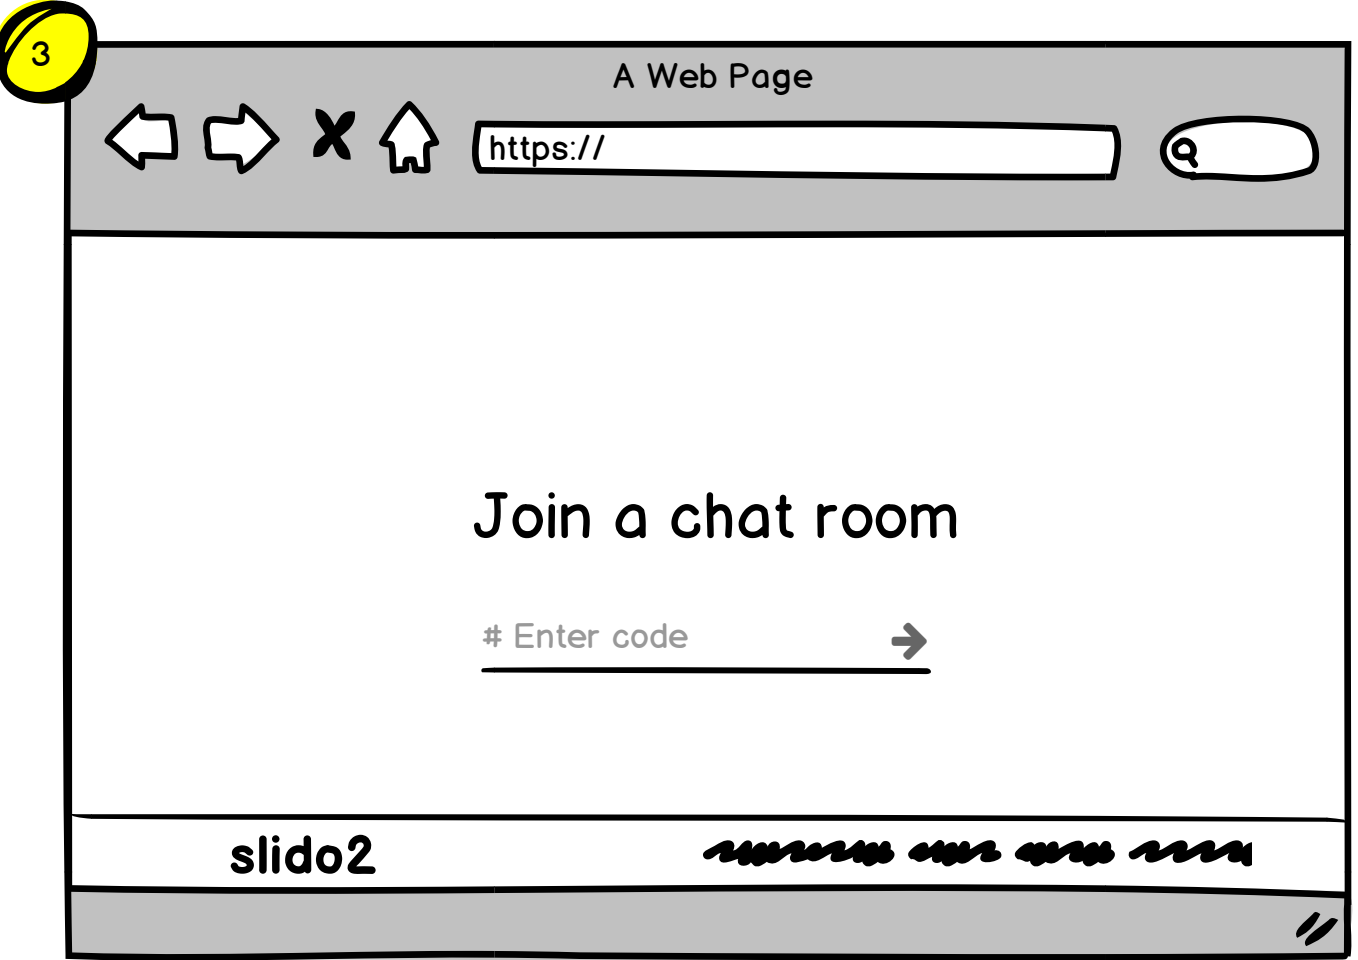 3
A Web Page
https://
Join a chat room
# Enter code
slido2